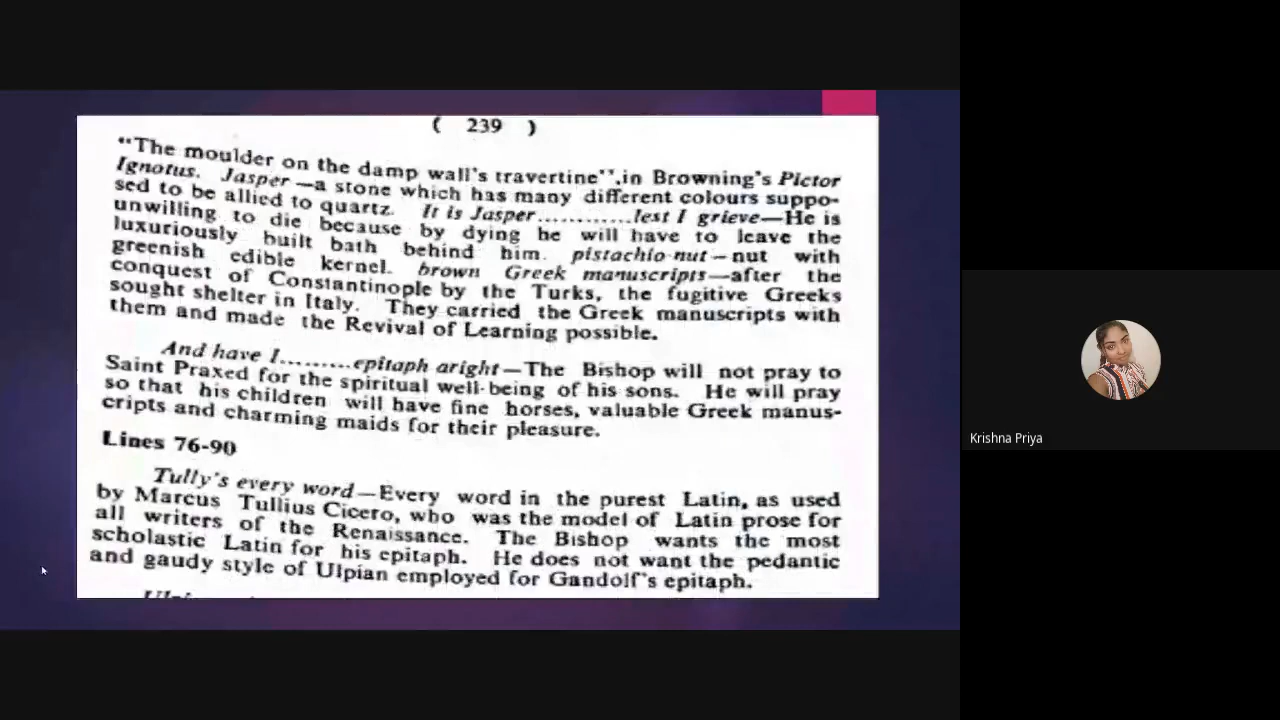 ( 239 )
"The moulder on the damp wall's travertine", in Browning's Pictor
Ignotus. Jasper—a stone which has many different colours suppo-
sed to be allied to quartz. It is Jasper.............lest I grieve—He is
unwilling to die because by dying he will have to leave the
luxuriously built bath behind him. pistachio-nut—nut with
greenish edible kernel. brown Greek manuscripts—after the
conquest of Constantinople by the Turks, the fugitive Greeks
sought shelter in Italy. They carried the Greek manuscripts with
them and made the Revival of Learning possible.
And have I.........epitaph aright—The Bishop will not pray to
Saint Praxed for the spiritual well-being of his sons. He will pray
so that his children will have fine horses, valuable Greek manus-
cripts and charming maids for their pleasure.
Lines 76-90
Tully's every word—Every word in the purest Latin, as used
by Marcus Tullius Cicero, who was the model of Latin prose for
all writers of the Renaissance. The Bishop wants the most
scholastic Latin for his epitaph. He does not want the pedantic
and gaudy style of Ulpian employed for Gandolf's epitaph.
Krishna Priya